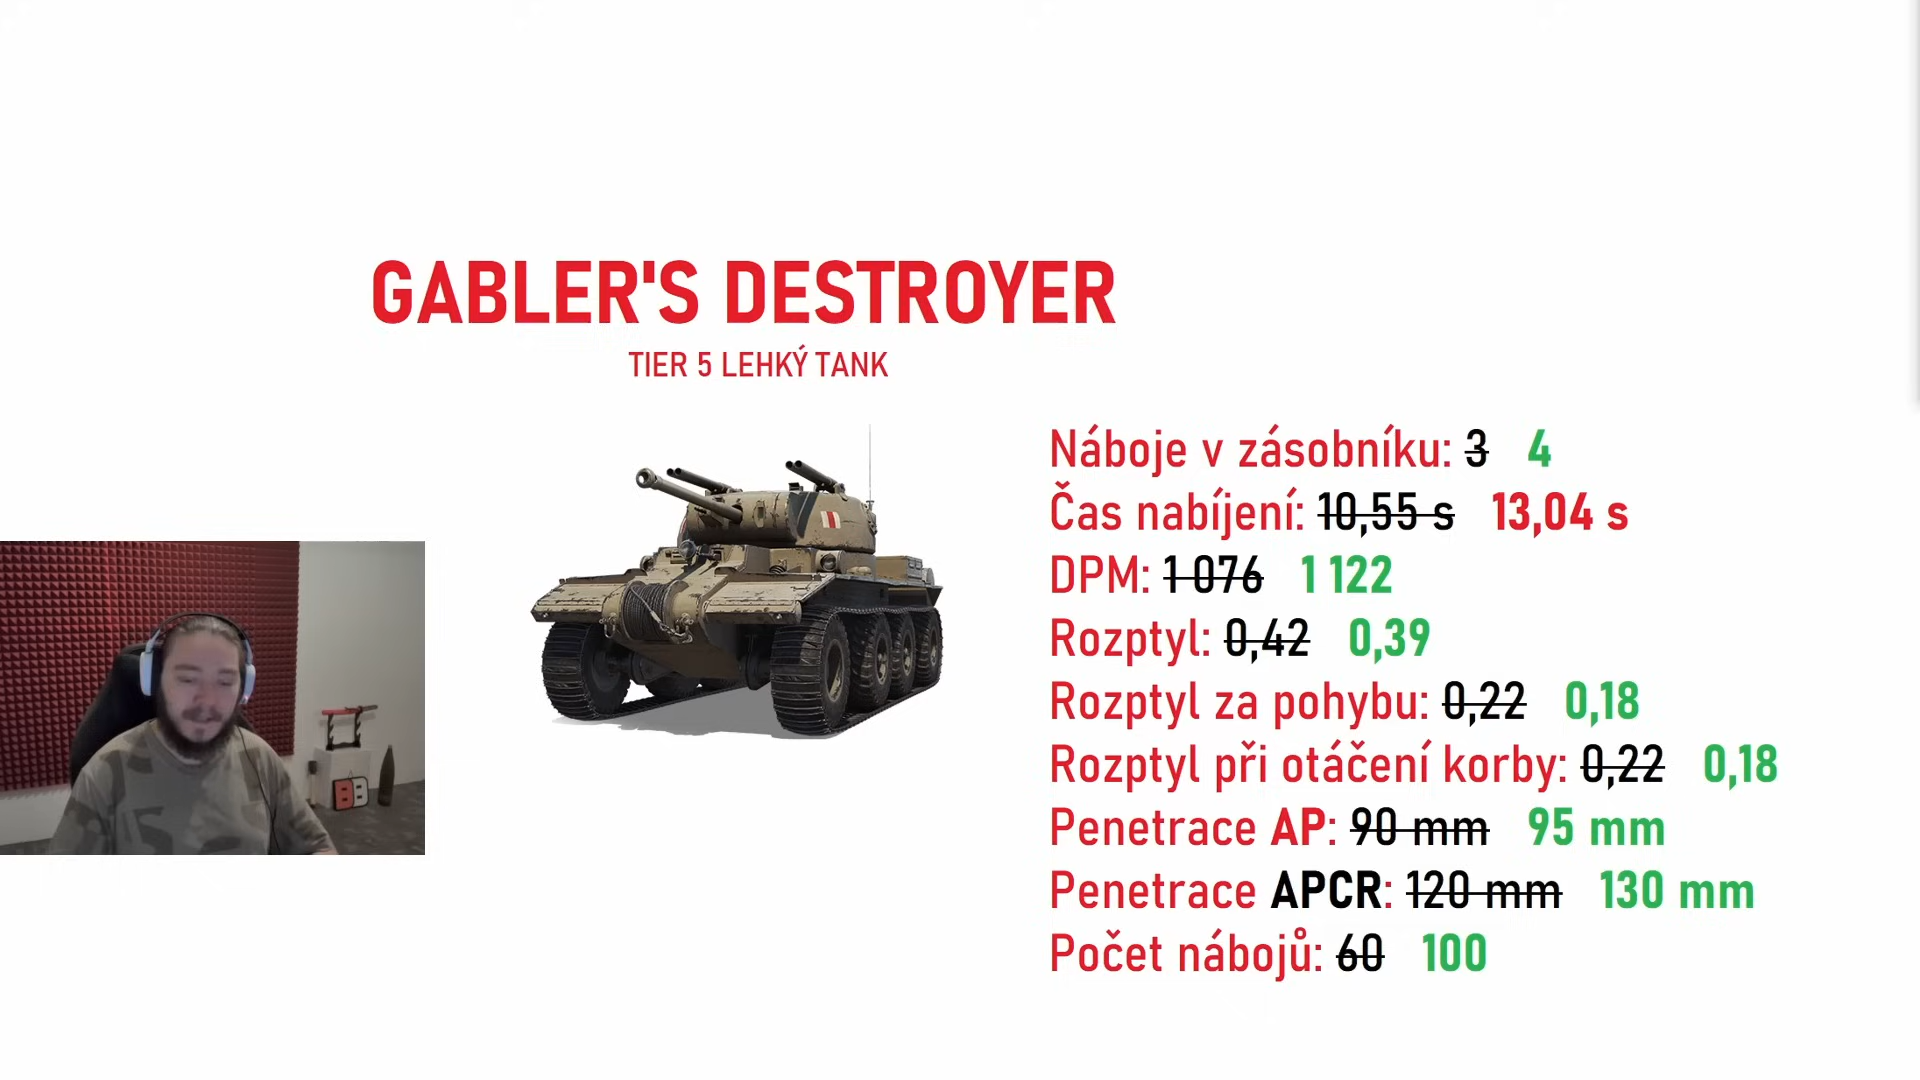 GABLER'S DESTROYER
TIER 5 LEHKÝ TANK
Náboje v zásobníku: 3 4
Čas nabíjení: 10,55 s 13,04 s
DPM: 1 076 1 122
Rozptyl: 0,42 0,39
Rozptyl za pohybu: 0,22 0,18
Rozptyl při otáčení korby: 0,22 0,18
Penetrace AP: 90 mm 95 mm
Penetrace APCR: 120 mm 130 mm
Počet nábojů: 60 100